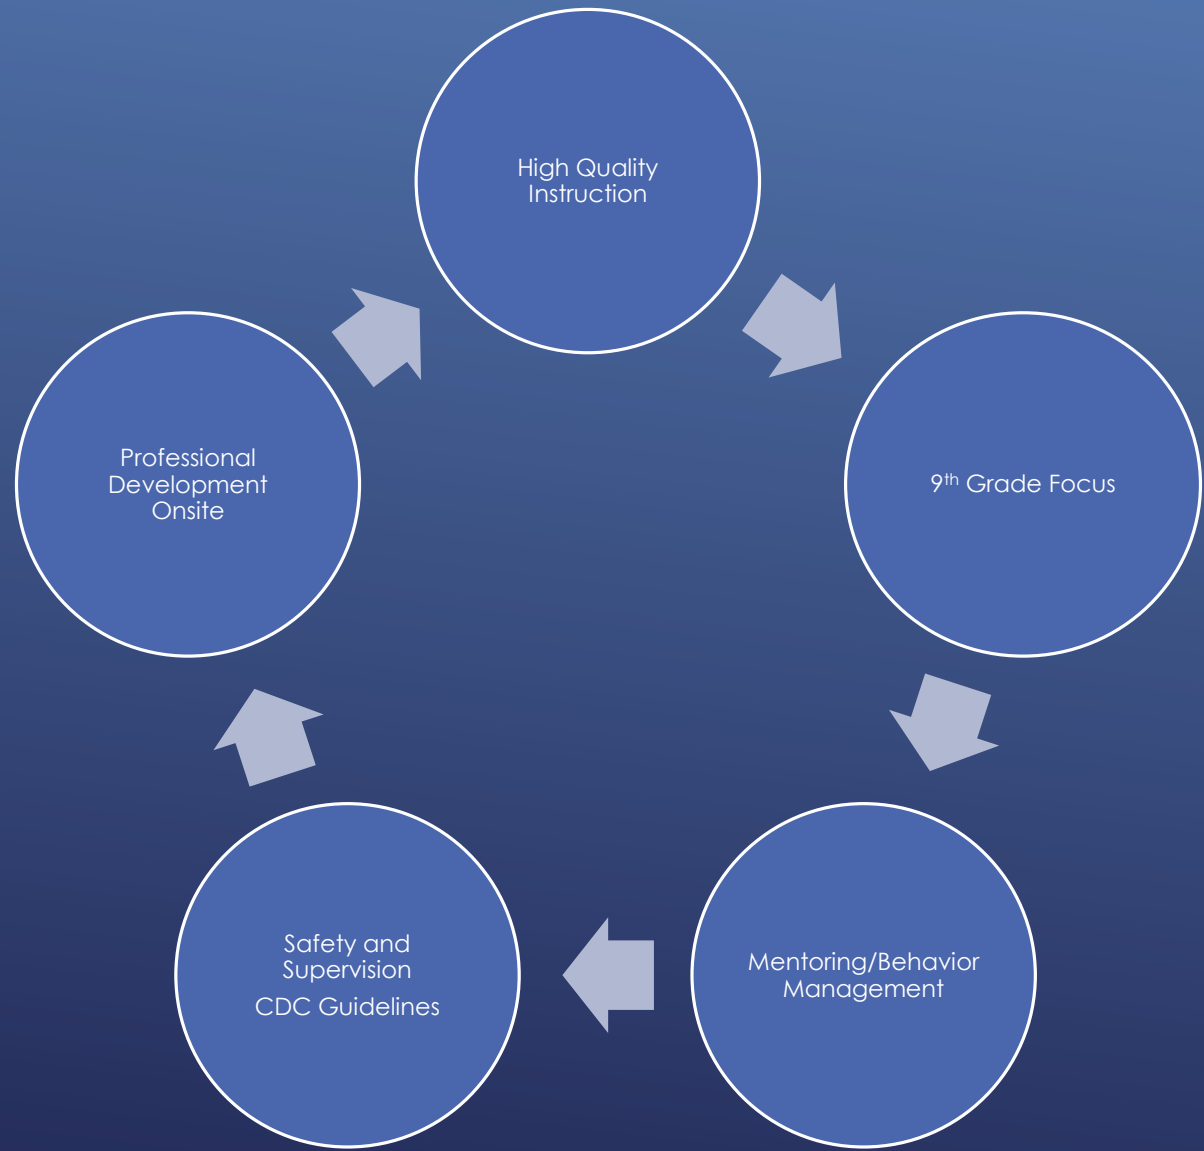 High Quality
Instruction
9th Grade Focus
Mentoring/Behavior
Management
Safety and
Supervision
CDC Guidelines
Professional
Development
Onsite